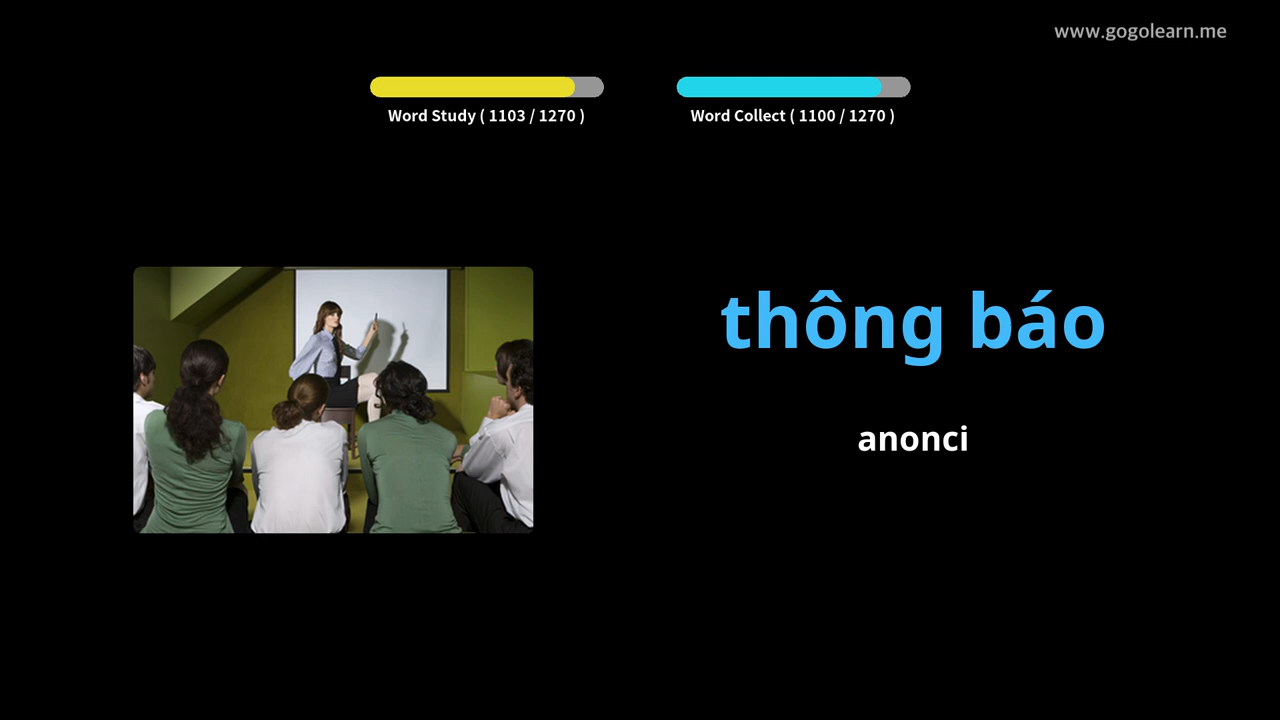 www.gogolearn.me
Word Study ( 1103 / 1270 )
Word Collect ( 1100 / 1270 )
thông báo
anonci